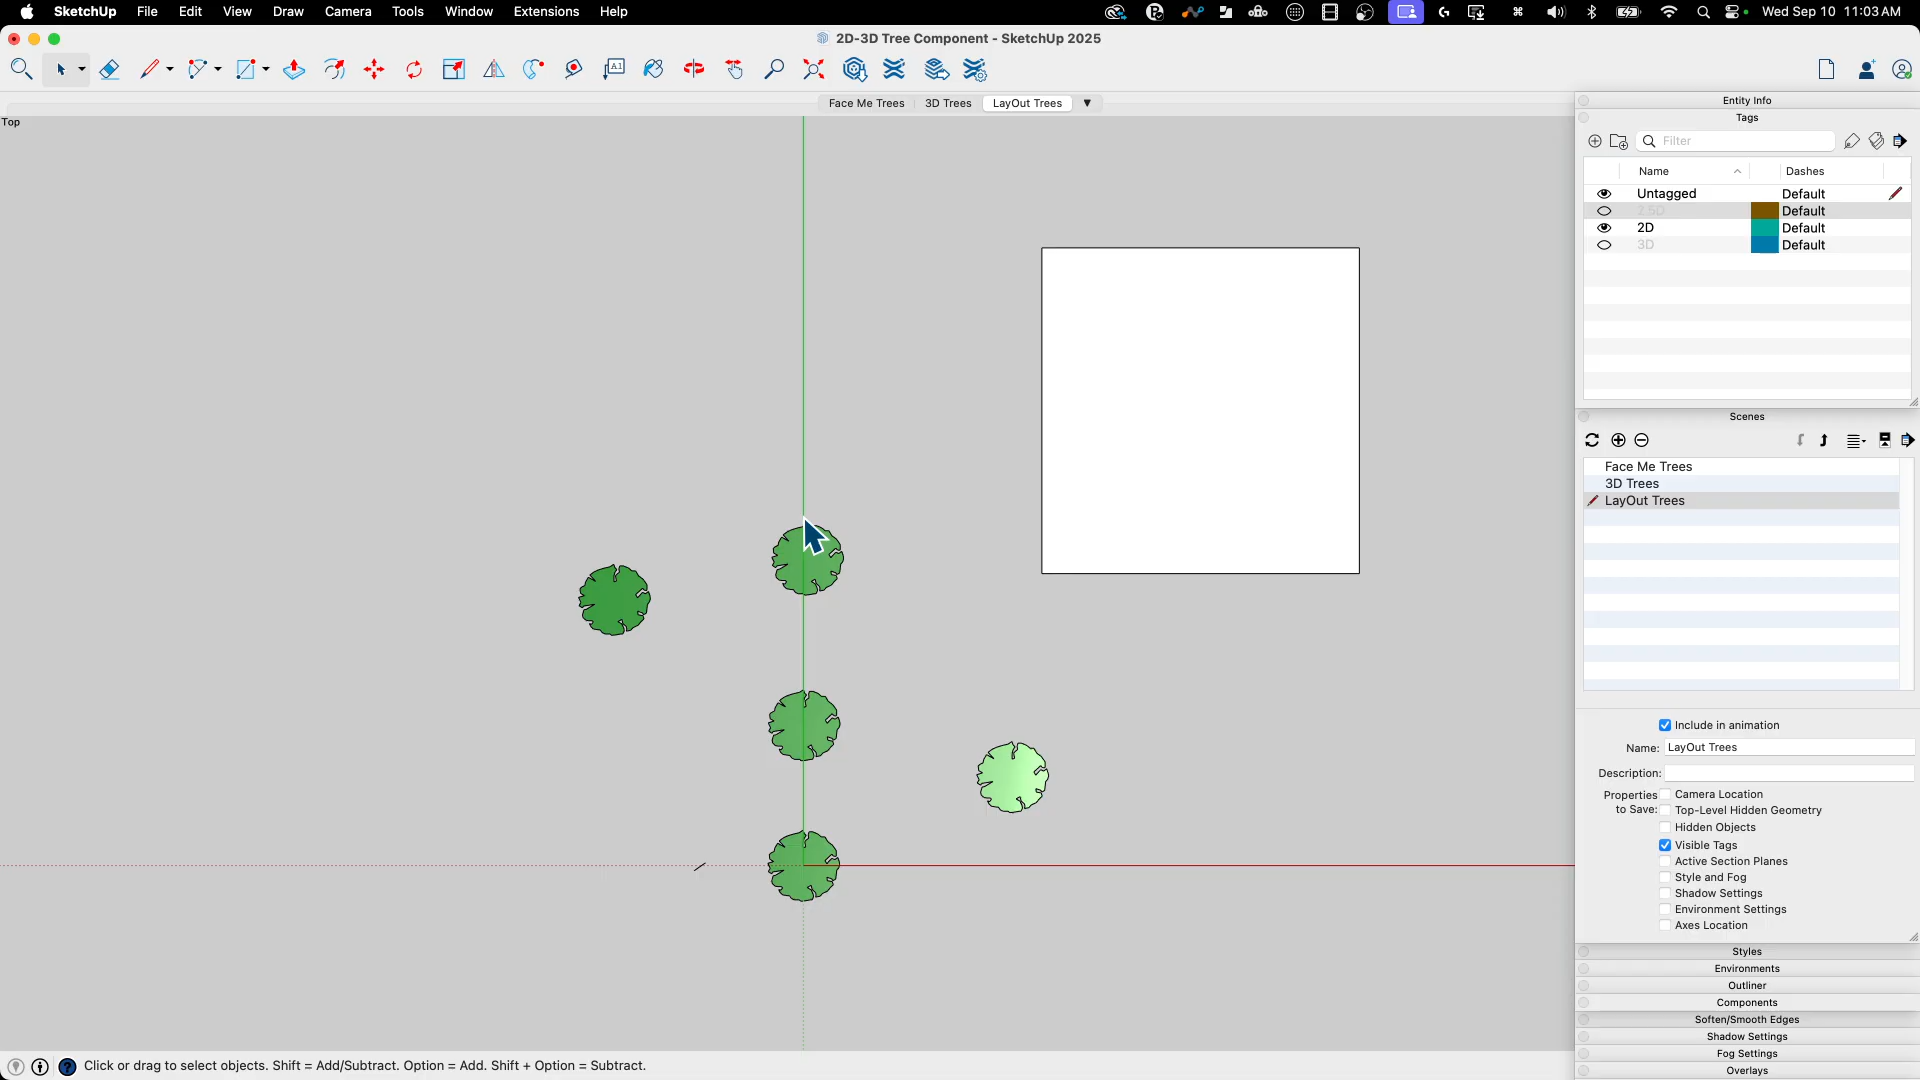 SketchUp File Edit View Draw Camera Tools Window Extensions Help
Wed Sep 10 11:03 AM
2D-3D Tree Component - SketchUp 2025
A1
Face Me Trees 3D Trees LayOut Trees
Top
Entity Info
Tags
Filter
Name Dashes
Untagged Default
2.5D Default
2D Default
3D Default
Scenes
Face Me Trees
3D Trees
LayOut Trees
Include in animation
Name: LayOut Trees
Description:
Properties to Save:
Camera Location
Top-Level Hidden Geometry
Hidden Objects
Visible Tags
Active Section Planes
Style and Fog
Shadow Settings
Environment Settings
Axes Location
Styles
Environments
Outliner
Components
Soften/Smooth Edges
Shadow Settings
Fog Settings
Overlays
Click or drag to select objects. Shift = Add/Subtract. Option = Add. Shift + Option = Subtract.